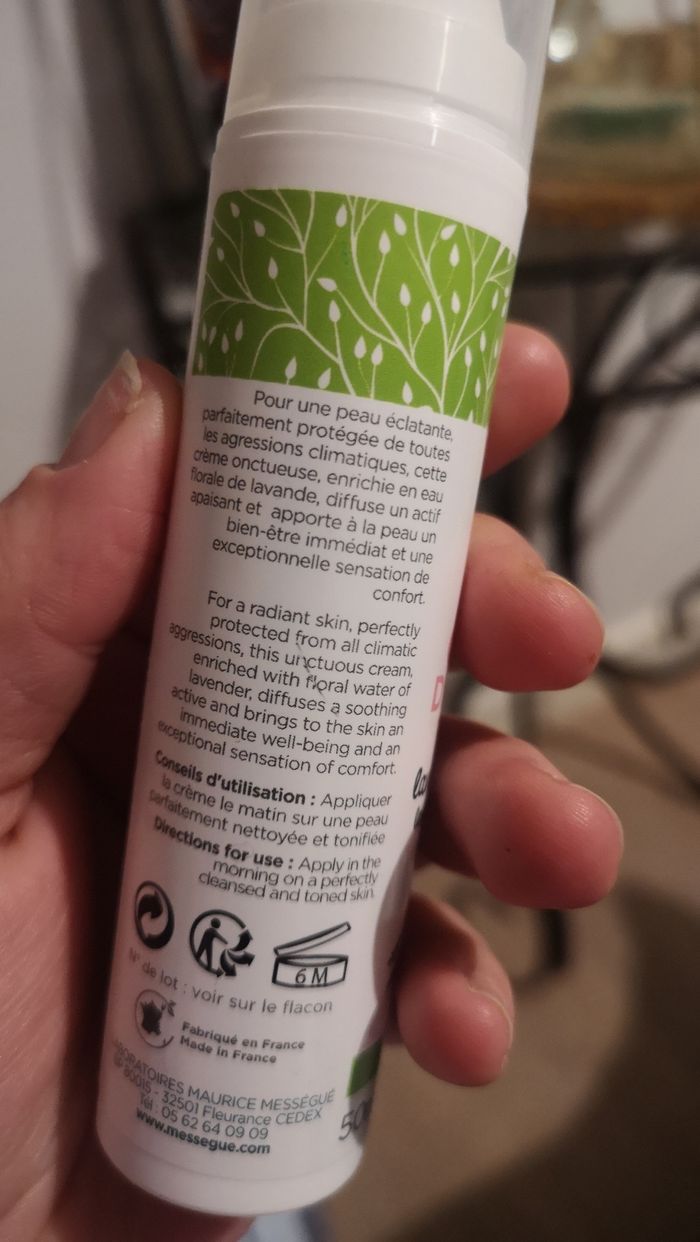 Pour une peau éclatante,
parfaitement protégée de toutes
les agressions climatiques, cette
crème onctueuse, enrichie en eau
florale de lavande, diffuse un actif
apaisant et apporte à la peau un
bien-être immédiat et une
exceptionnelle sensation de
confort.
For a radiant skin, perfectly
protected from all climatic
aggressions, this unctuous cream,
enriched with floral water of
lavender, diffuses a soothing
active and brings to the skin an
immediate well-being and an
exceptional sensation of comfort.
Conseils d'utilisation : Appliquer
la crème le matin sur une peau
parfaitement nettoyée et tonifiée
Directions for use : Apply in the
morning on a perfectly
cleansed and toned skin.
6 M
N° de lot : voir sur le flacon
Fabriqué en France
Made in France
LABORATOIRES MAURICE MESSÉGUÉ
BP 80015 - 32501 Fleurance CEDEX
Tél : 05 62 64 09 09
www.messegue.com
D
50